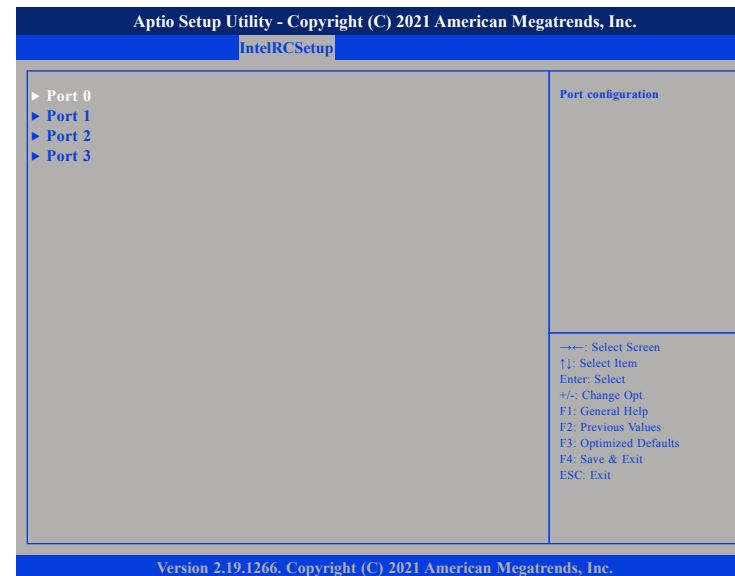 Aptio Setup Utility - Copyright (C) 2021 American Megatrends, Inc.
IntelRCSetup
► Port 0
► Port 1
► Port 2
► Port 3
Port configuration
→←: Select Screen
↑↓: Select Item
Enter: Select
+/-: Change Opt.
F1: General Help
F2: Previous Values
F3: Optimized Defaults
F4: Save & Exit
ESC: Exit
Version 2.19.1266. Copyright (C) 2021 American Megatrends, Inc.